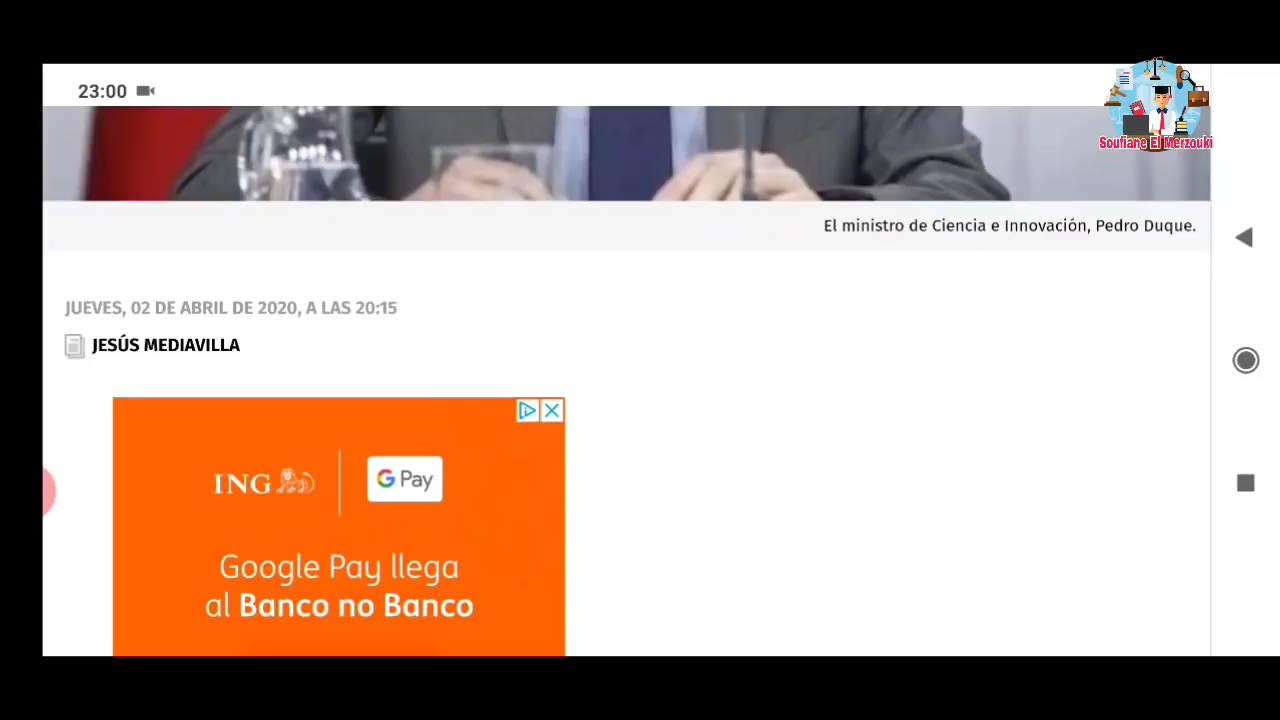 23:00
Soufiane El Merzouki
El ministro de Ciencia e Innovación, Pedro Duque.
JUEVES, 02 DE ABRIL DE 2020, A LAS 20:15
JESÚS MEDIAVILLA
ING
G Pay
Google Pay llega
al Banco no Banco